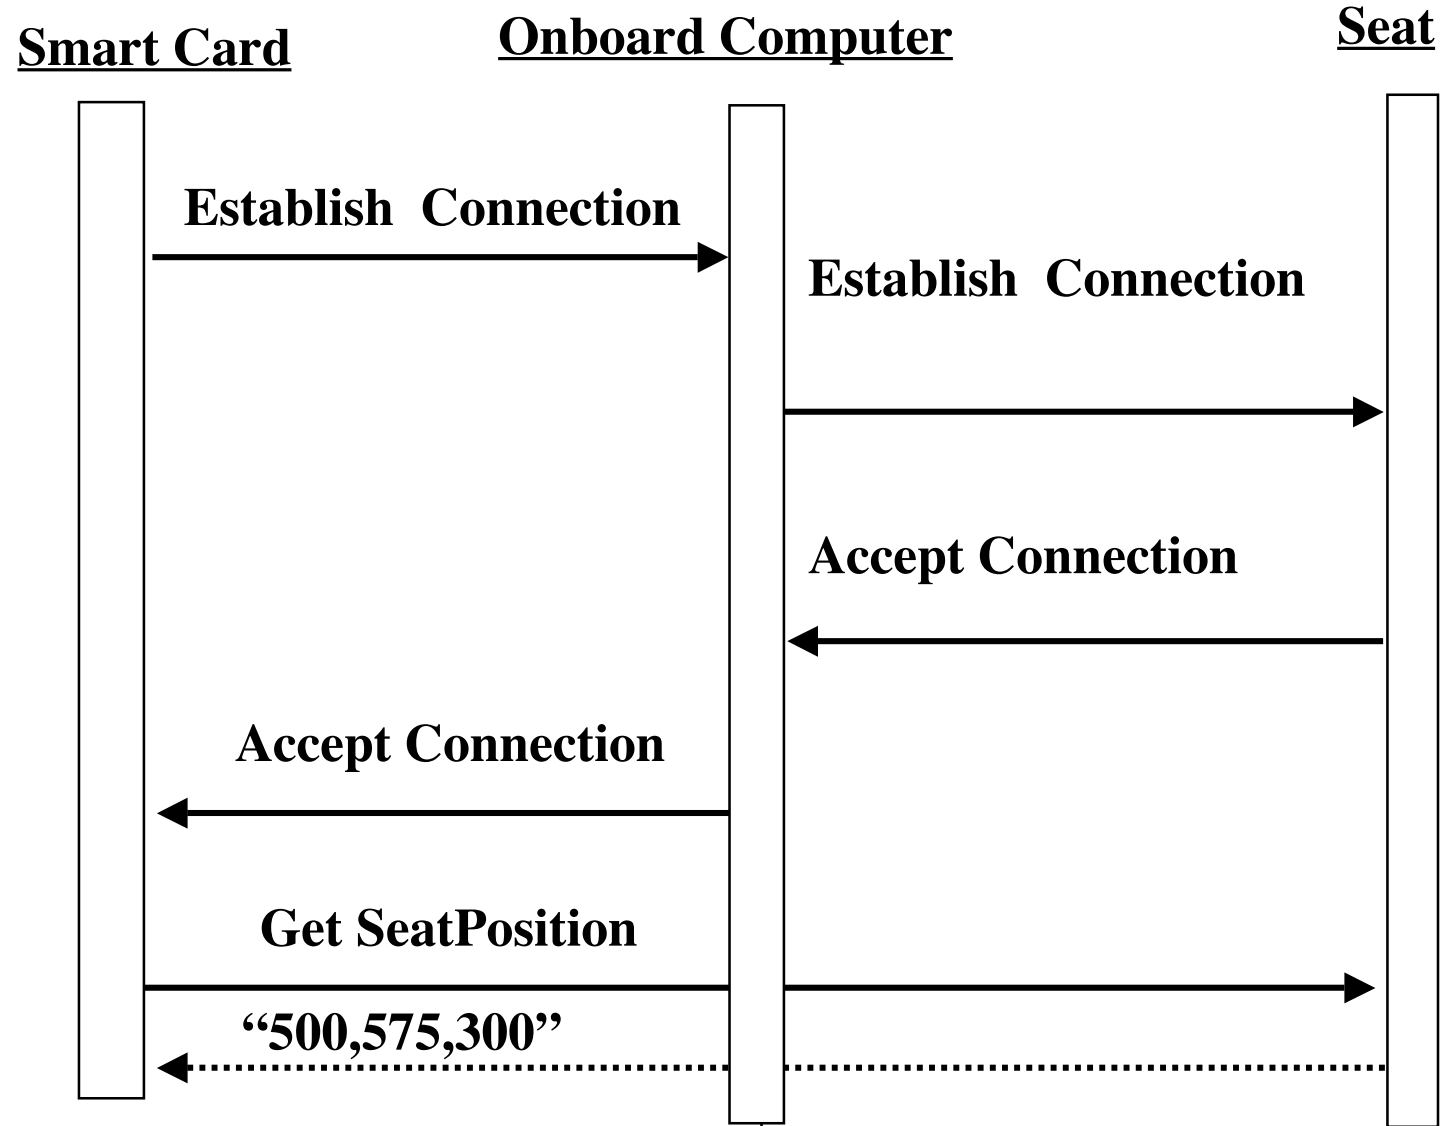 Smart Card
Onboard Computer
Seat
Establish Connection
Establish Connection
Accept Connection
Accept Connection
Get SeatPosition
“500,575,300”